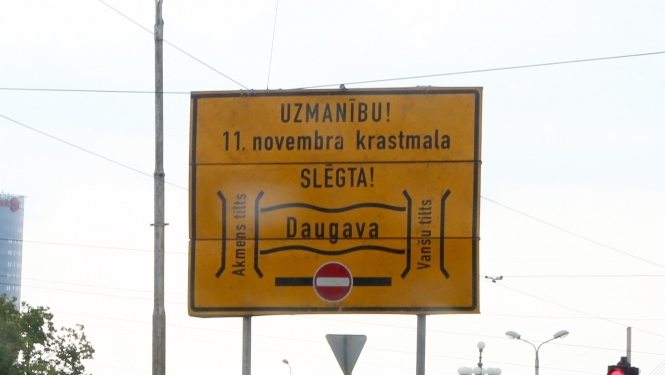 UZMANĪBU!
11. novembra krastmala
SLĒGTA!
Akmens tilts
Daugava
Vanšu tilts